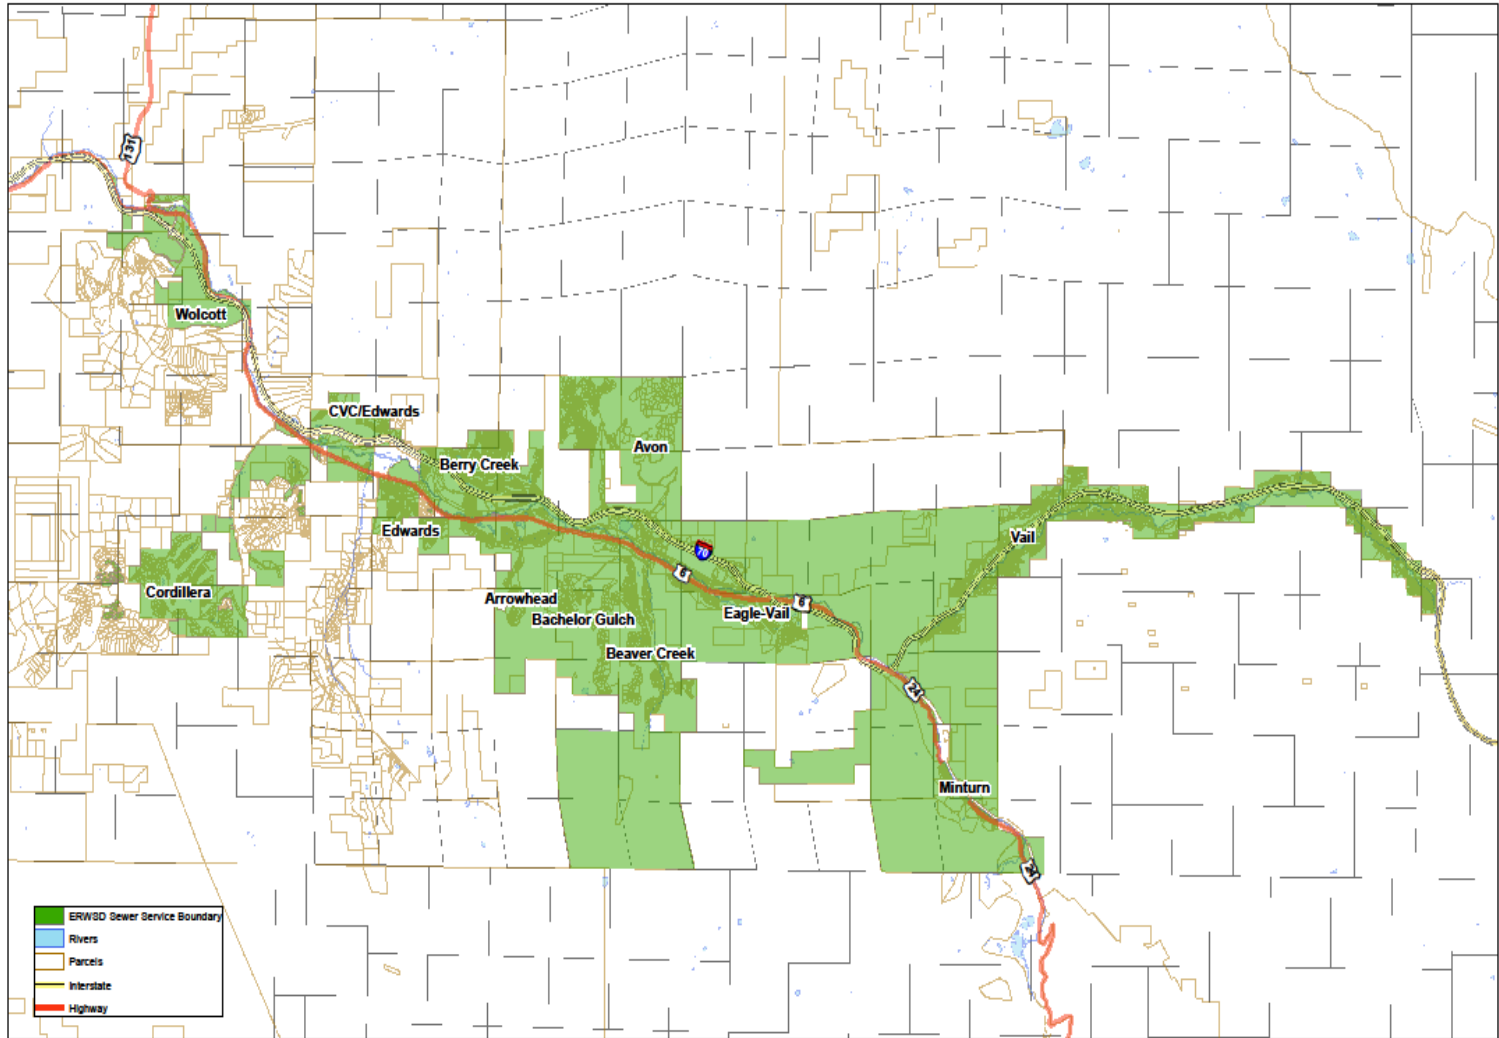 131
Wolcott
CVC/Edwards
Avon
Berry Creek
Edwards
Vail
70
6
Cordillera
Arrowhead
6
Bachelor Gulch
Eagle-Vail
Beaver Creek
24
Minturn
24
ERWSD Sewer Service Boundary
Rivers
Parcels
Interstate
Highway